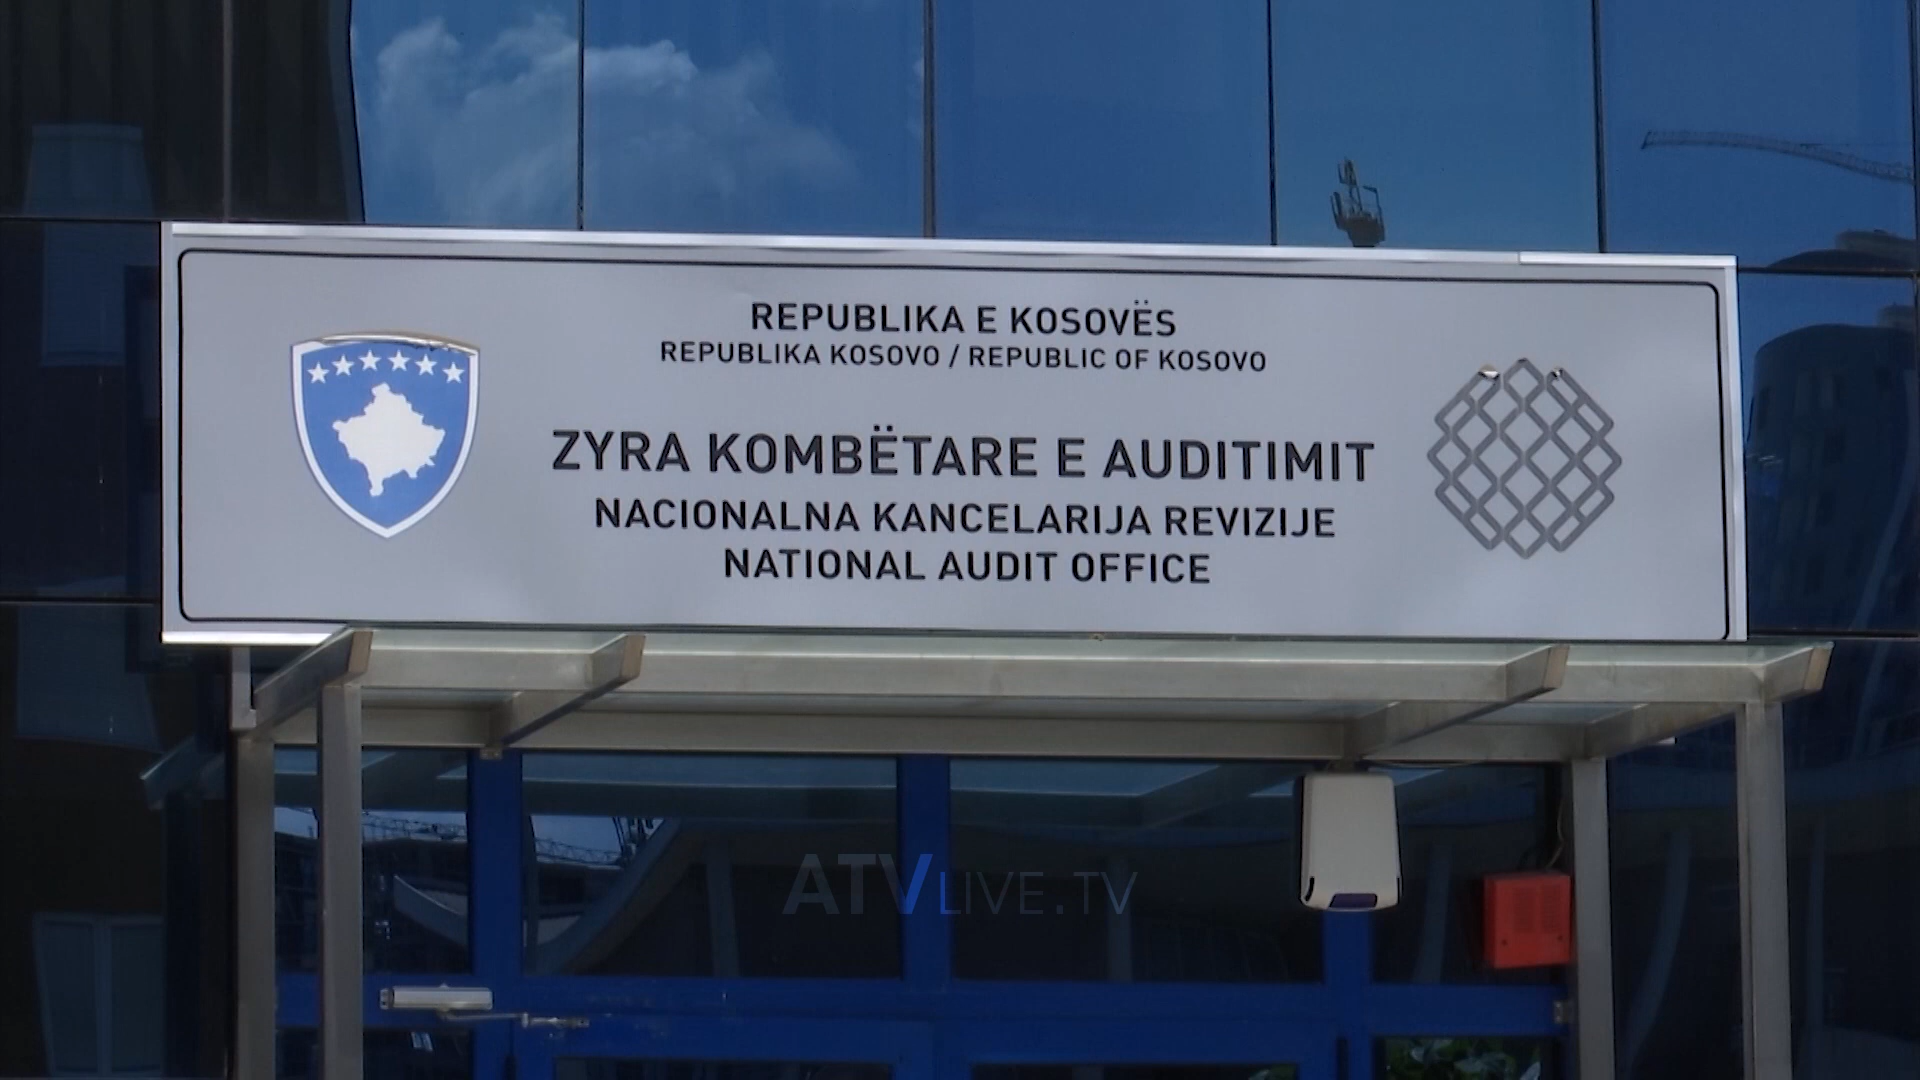 REPUBLIKA E KOSOVËS
REPUBLIKA KOSOVO / REPUBLIC OF KOSOVO
ZYRA KOMBËTARE E AUDITIMIT
NACIONALNA KANCELARIJA REVIZIJE
NATIONAL AUDIT OFFICE
ATVLIVE.TV